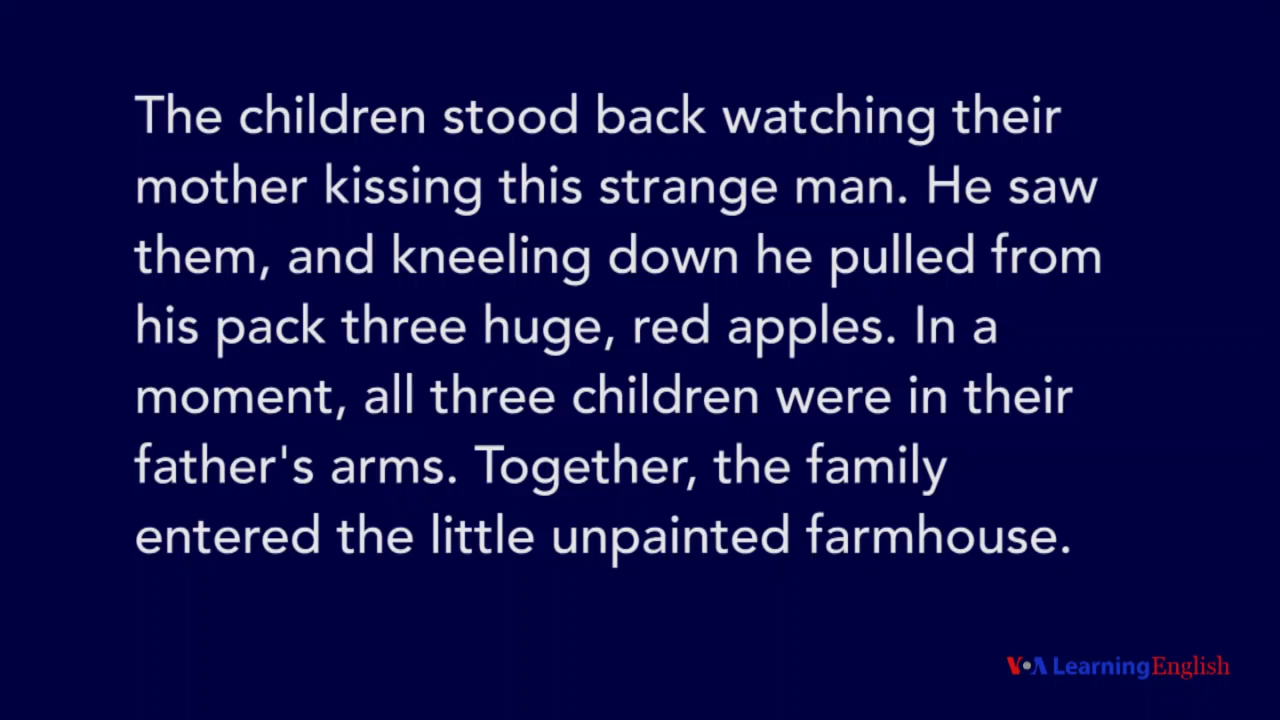 The children stood back watching their
mother kissing this strange man. He saw
them, and kneeling down he pulled from
his pack three huge, red apples. In a
moment, all three children were in their
father's arms. Together, the family
entered the little unpainted farmhouse.
VOA Learning English